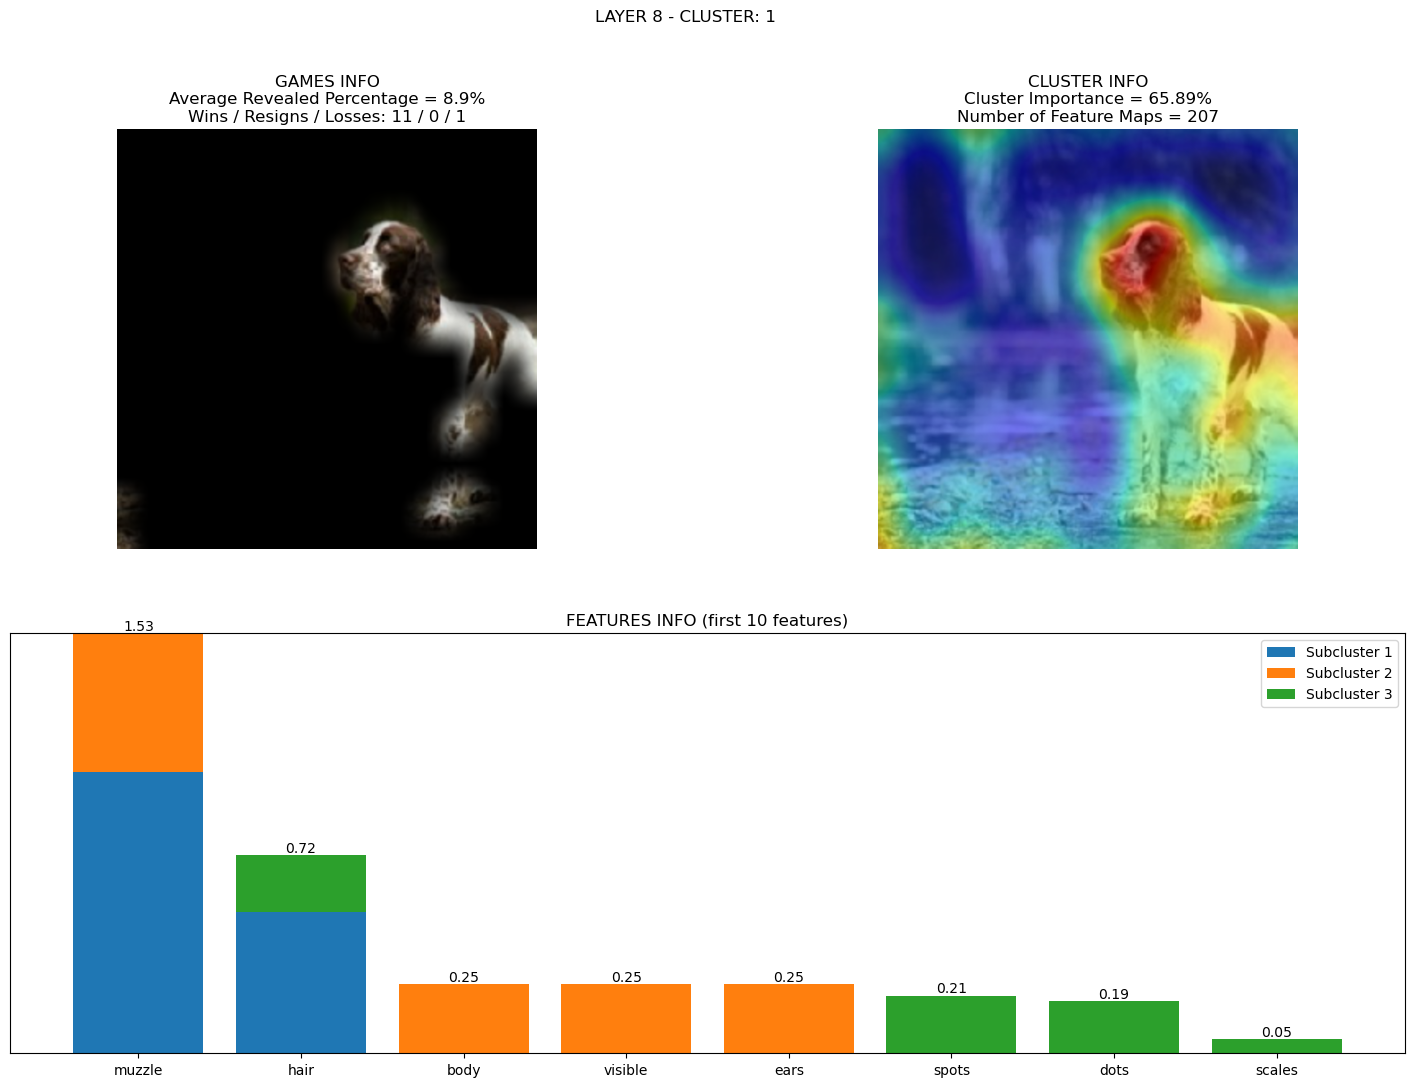 LAYER 8 - CLUSTER: 1
GAMES INFO
Average Revealed Percentage = 8.9%
Wins / Resigns / Losses: 11 / 0 / 1
CLUSTER INFO
Cluster Importance = 65.89%
Number of Feature Maps = 207
FEATURES INFO (first 10 features)
1.53
0.72
0.25
0.25
0.25
0.21
0.19
0.05
Subcluster 1
Subcluster 2
Subcluster 3
muzzle
hair
body
visible
ears
spots
dots
scales